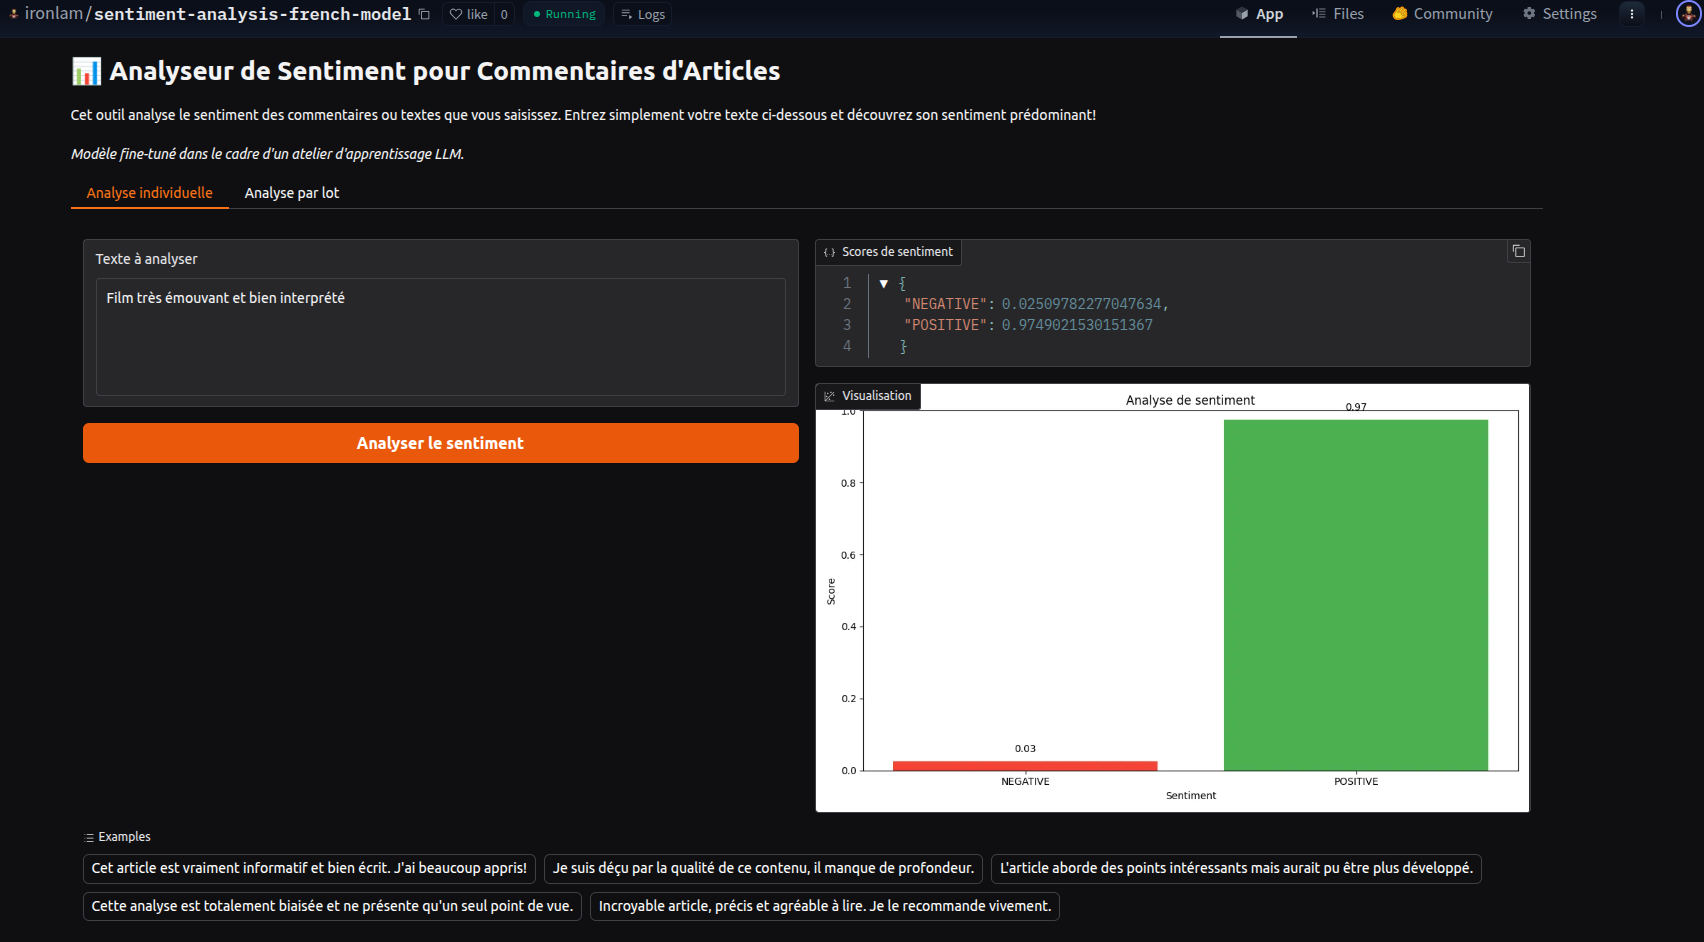 ironlam/sentiment-analysis-french-model like 0 Running Logs App Files Community Settings
Analyseur de Sentiment pour Commentaires d'Articles
Cet outil analyse le sentiment des commentaires ou textes que vous saisissez. Entrez simplement votre texte ci-dessous et découvrez son sentiment prédominant!
Modèle fine-tuné dans le cadre d'un atelier d'apprentissage LLM.
Analyse individuelle Analyse par lot
Texte à analyser
Film très émouvant et bien interprété
Analyser le sentiment
Scores de sentiment
1 {
2 "NEGATIVE": 0.02509782277047634,
3 "POSITIVE": 0.9749021530151367
4 }
Visualisation
Analyse de sentiment
0.97
1.0
0.8
0.6
0.4
0.2
0.0
Score
0.03
NEGATIVE POSITIVE
Sentiment
Examples
Cet article est vraiment informatif et bien écrit. J'ai beaucoup appris! Je suis déçu par la qualité de ce contenu, il manque de profondeur. L'article aborde des points intéressants mais aurait pu être plus développé.
Cette analyse est totalement biaisée et ne présente qu'un seul point de vue. Incroyable article, précis et agréable à lire. Je le recommande vivement.